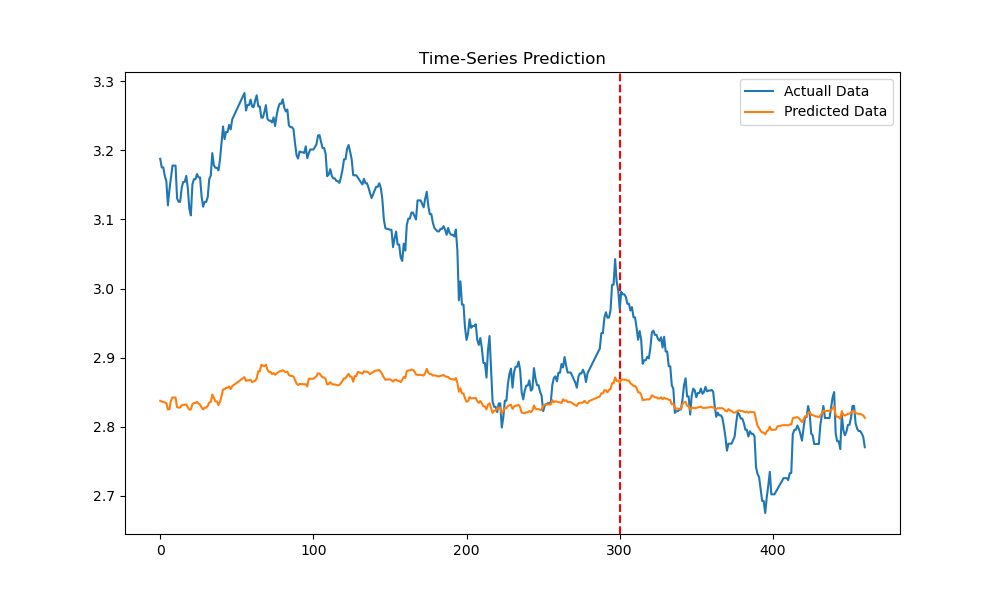 Time-Series Prediction
Actuall Data
Predicted Data
3.3
3.2
3.1
3.0
2.9
2.8
2.7
0 100 200 300 400